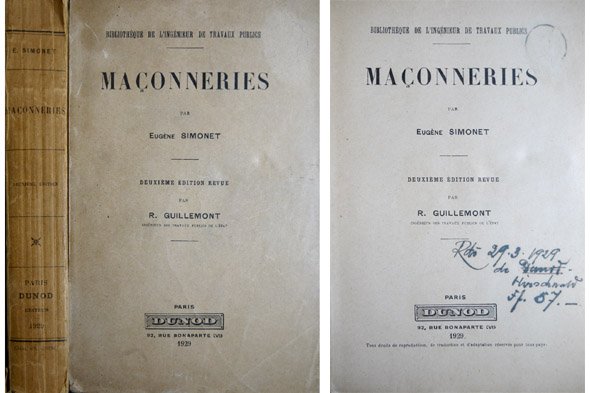 E. SIMONET
MAÇONNERIES
DEUXIÈME ÉDITION
PARIS
DUNOD
ÉDITEUR
1929
BIBLIOTHÈQUE DE L'INGÉNIEUR DE TRAVAUX PUBLICS
MAÇONNERIES
PAR
EUGÈNE SIMONET
DEUXIÈME ÉDITION REVUE
PAR
R. GUILLEMONT
INGÉNIEUR DES TRAVAUX PUBLICS DE L'ÉTAT
PARIS
DUNOD
92, RUE BONAPARTE (VI)
1929
BIBLIOTHÈQUE DE L'INGÉNIEUR DE TRAVAUX PUBLICS
MAÇONNERIES
PAR
EUGÈNE SIMONET
DEUXIÈME ÉDITION REVUE
PAR
R. GUILLEMONT
INGÉNIEUR DES TRAVAUX PUBLICS DE L'ÉTAT
29.3.1929
de Dunod
Hirschwald
57.—
PARIS
DUNOD
92, RUE BONAPARTE (VI)
1929
Tous droits de reproduction, de traduction et d'adaptation réservés pour tous pays.